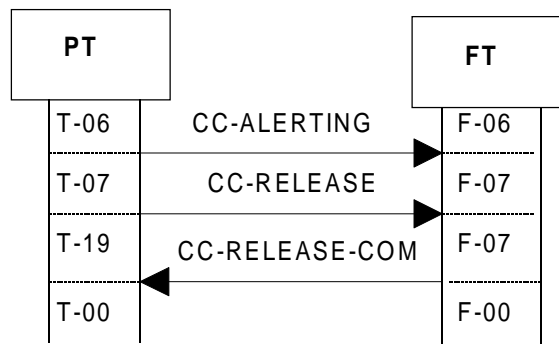 PT
FT
T-06 CC-ALERTING F-06
T-07 CC-RELEASE F-07
T-19 CC-RELEASE-COM F-07
T-00 F-00